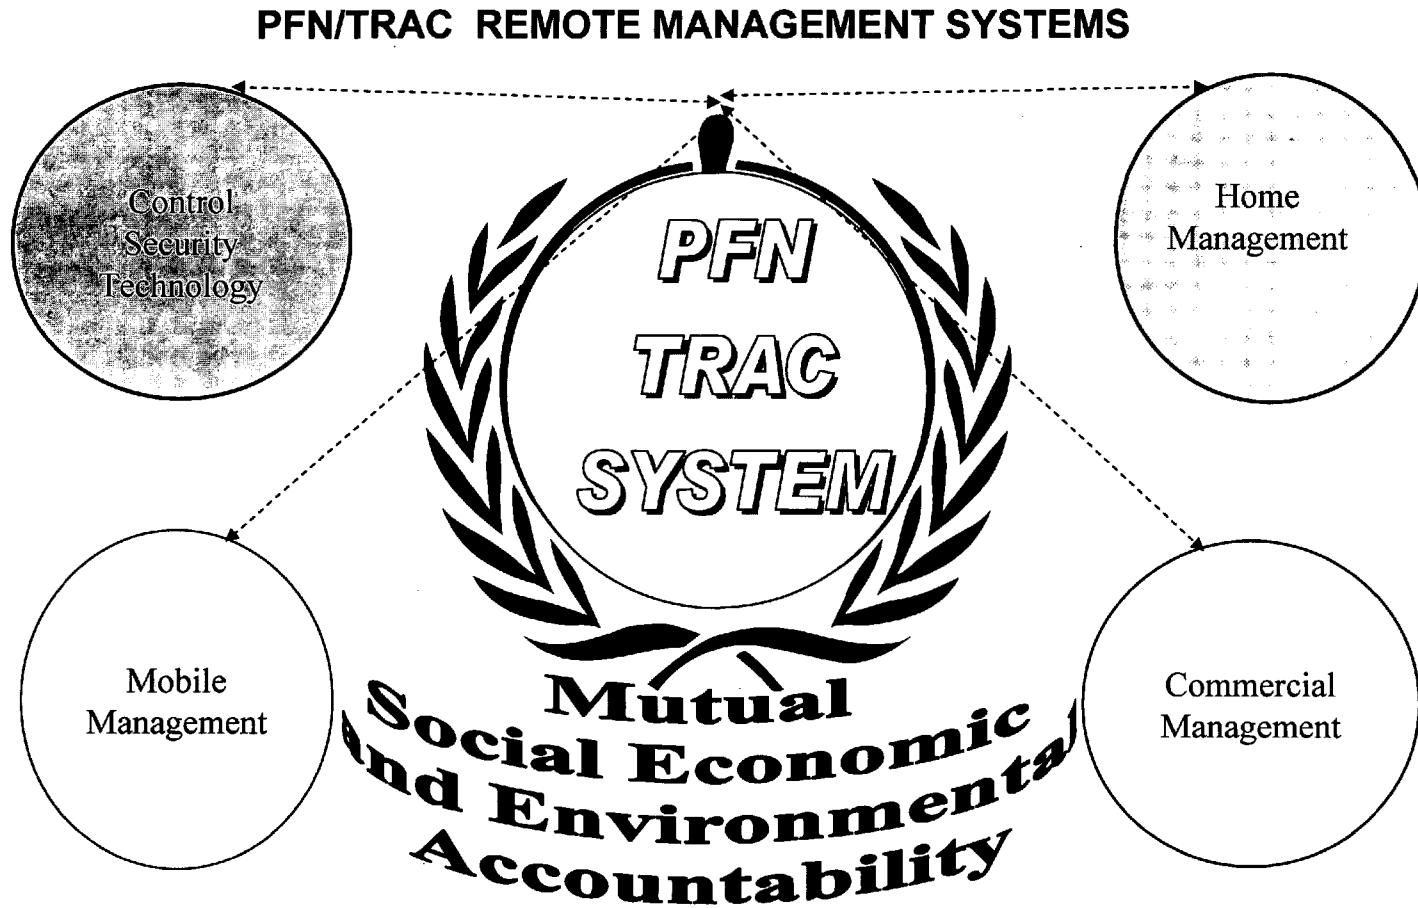 PFN/TRAC REMOTE MANAGEMENT SYSTEMS
Control
Security
Technology
Home
Management
PFN
TRAC
SYSTEM
Mobile
Management
Commercial
Management
Mutual
Social Economic
and Environmental
Accountability